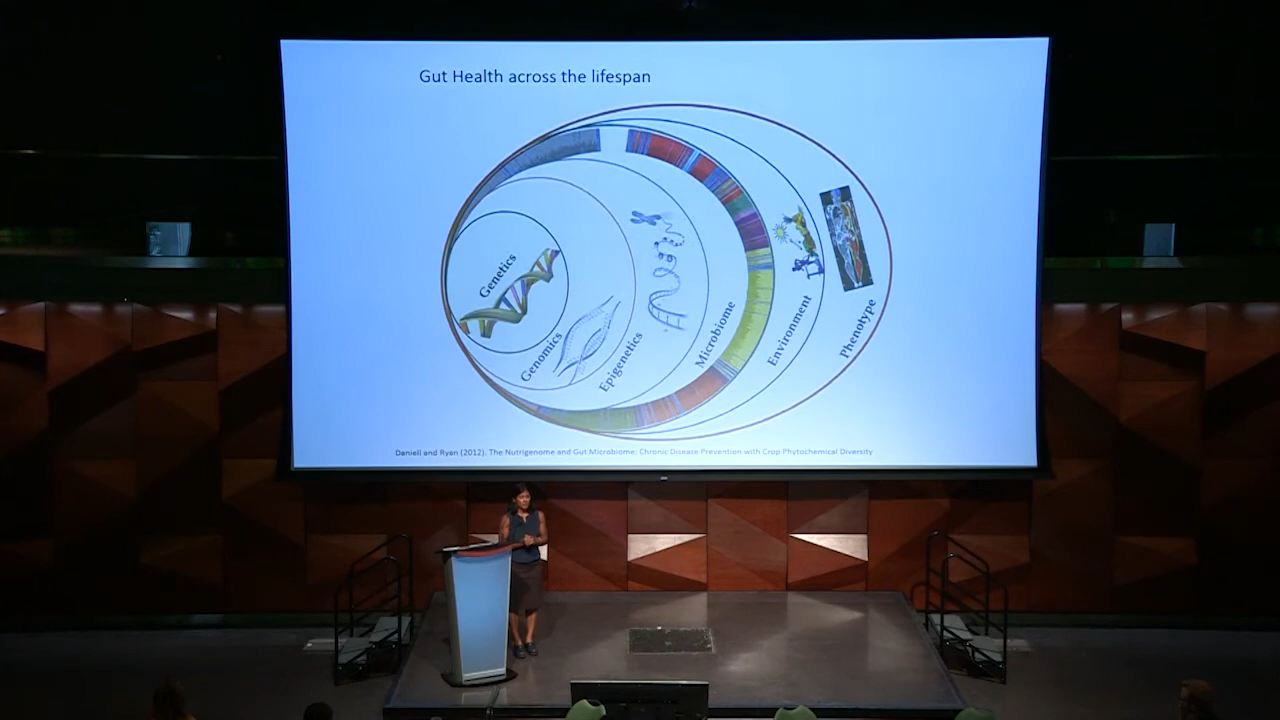 Gut Health across the lifespan
Genetics
Genomics
Epigenetics
Microbiome
Environment
Phenotype
Daniell and Ryan (2012). The Nutrigenome and Gut Microbiome; Chronic Disease Prevention with Crop Phytochemical Diversity